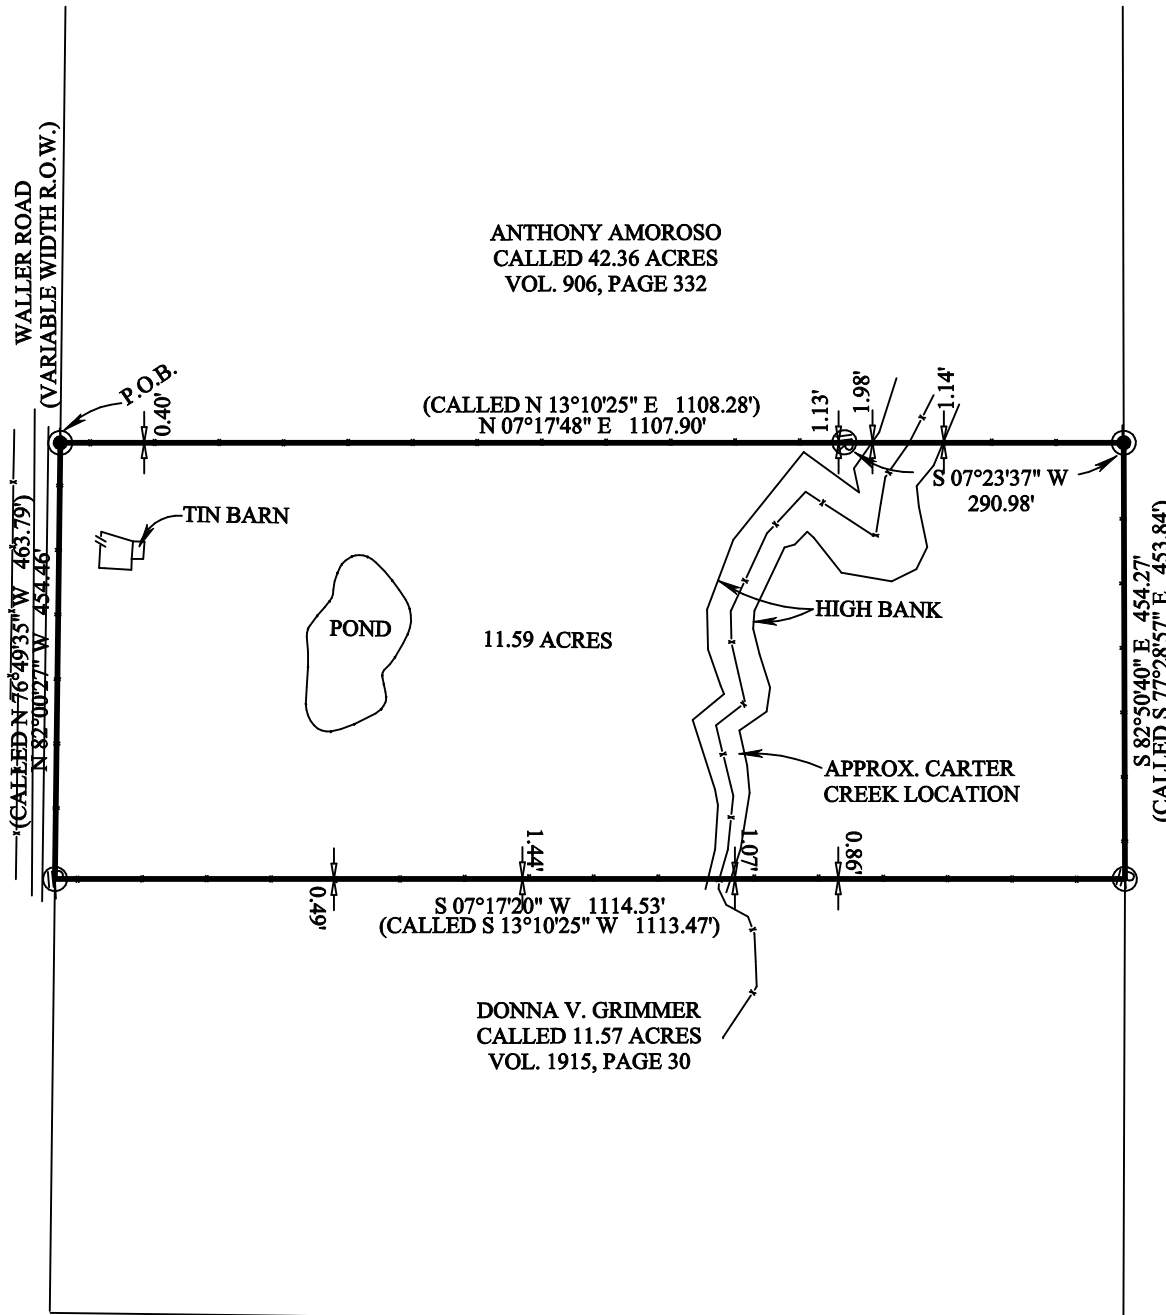 WALLER ROAD
(VARIABLE WIDTH R.O.W.)
ANTHONY AMOROSO
CALLED 42.36 ACRES
VOL. 906, PAGE 332
P.O.B.
0.40'
(CALLED N 13°10'25" E 1108.28')
N 07°17'48" E 1107.90'
1.13'
1.98'
1.14'
S 07°23'37" W
290.98'
TIN BARN
(CALLED N 76°49'35" W 463.79')
N 82°00'27" W 454.46'
POND
11.59 ACRES
HIGH BANK
S 82°50'40" E 454.27'
(CALLED S 77°28'57" E 453.84')
APPROX. CARTER
CREEK LOCATION
0.49'
1.44'
1.07'
0.86'
S 07°17'20" W 1114.53'
(CALLED S 13°10'25" W 1113.47')
DONNA V. GRIMMER
CALLED 11.57 ACRES
VOL. 1915, PAGE 30